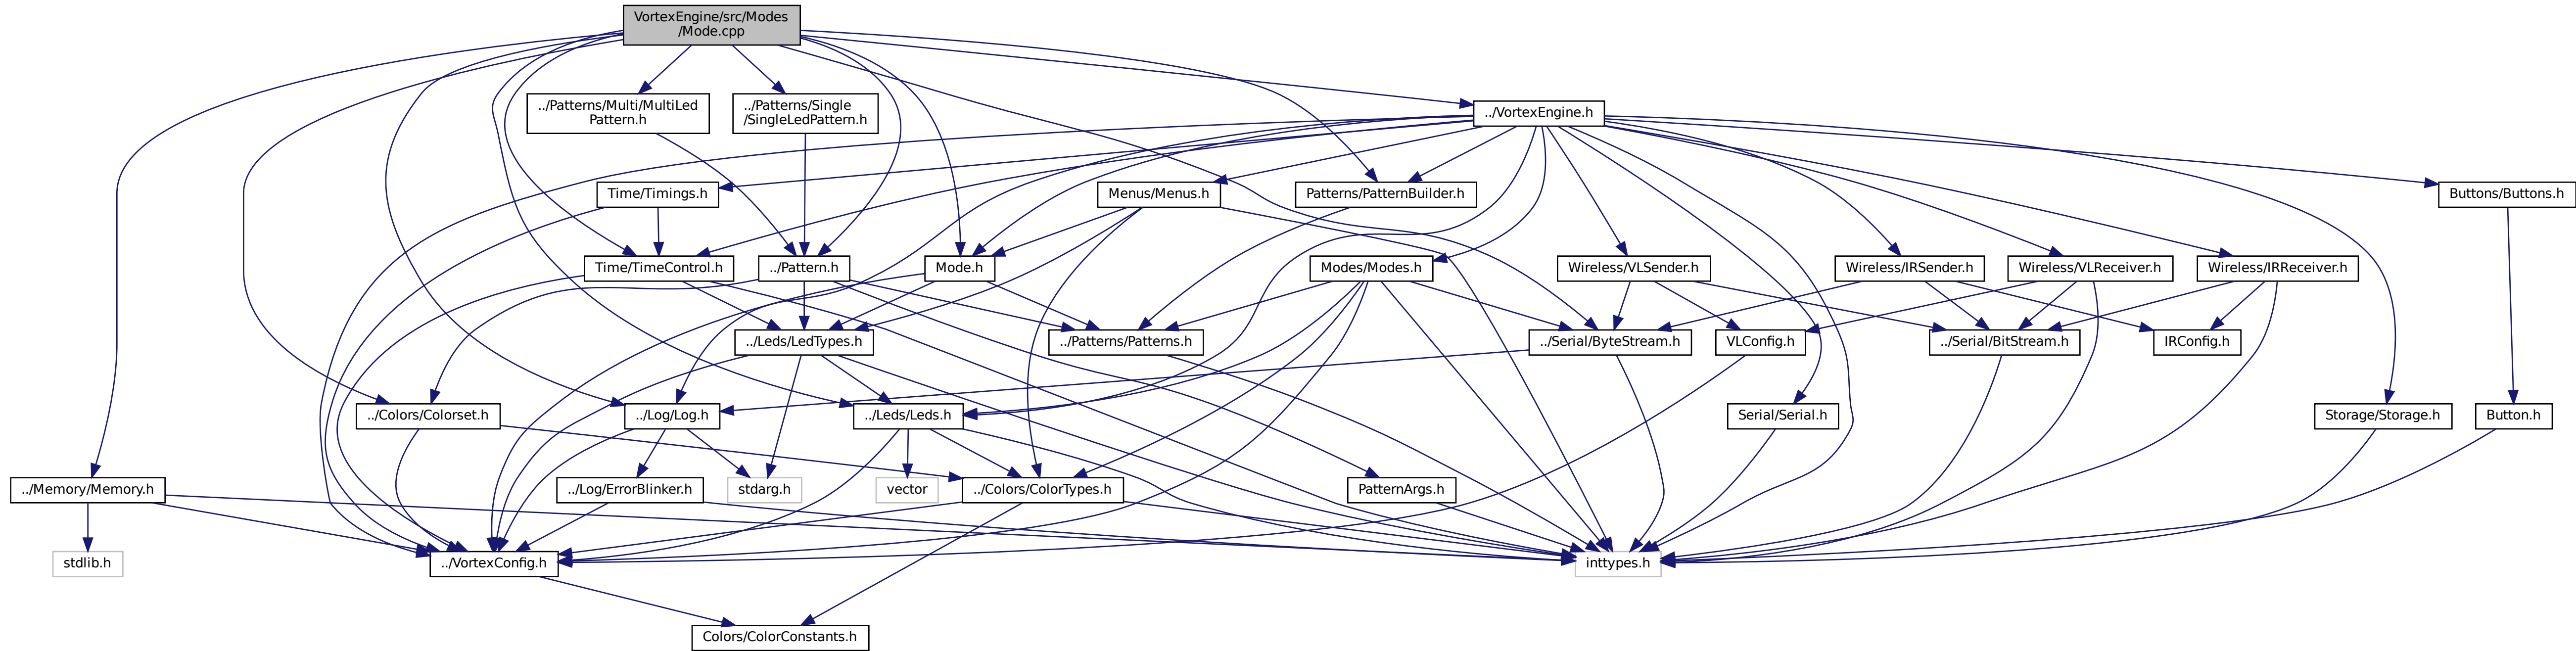 VortexEngine/src/Modes
/Mode.cpp
../Patterns/Multi/MultiLed
Pattern.h
../Patterns/Single
/SingleLedPattern.h
../VortexEngine.h
Time/Timings.h
Menus/Menus.h
Patterns/PatternBuilder.h
Buttons/Buttons.h
Time/TimeControl.h
../Pattern.h
Mode.h
Modes/Modes.h
Wireless/VLSender.h
Wireless/IRSender.h
Wireless/VLReceiver.h
Wireless/IRReceiver.h
../Leds/LedTypes.h
../Patterns/Patterns.h
../Serial/ByteStream.h
VLConfig.h
../Serial/BitStream.h
IRConfig.h
../Colors/Colorset.h
../Log/Log.h
../Leds/Leds.h
Serial/Serial.h
Storage/Storage.h
Button.h
../Memory/Memory.h
../Log/ErrorBlinker.h
stdarg.h
vector
../Colors/ColorTypes.h
PatternArgs.h
stdlib.h
../VortexConfig.h
inttypes.h
Colors/ColorConstants.h